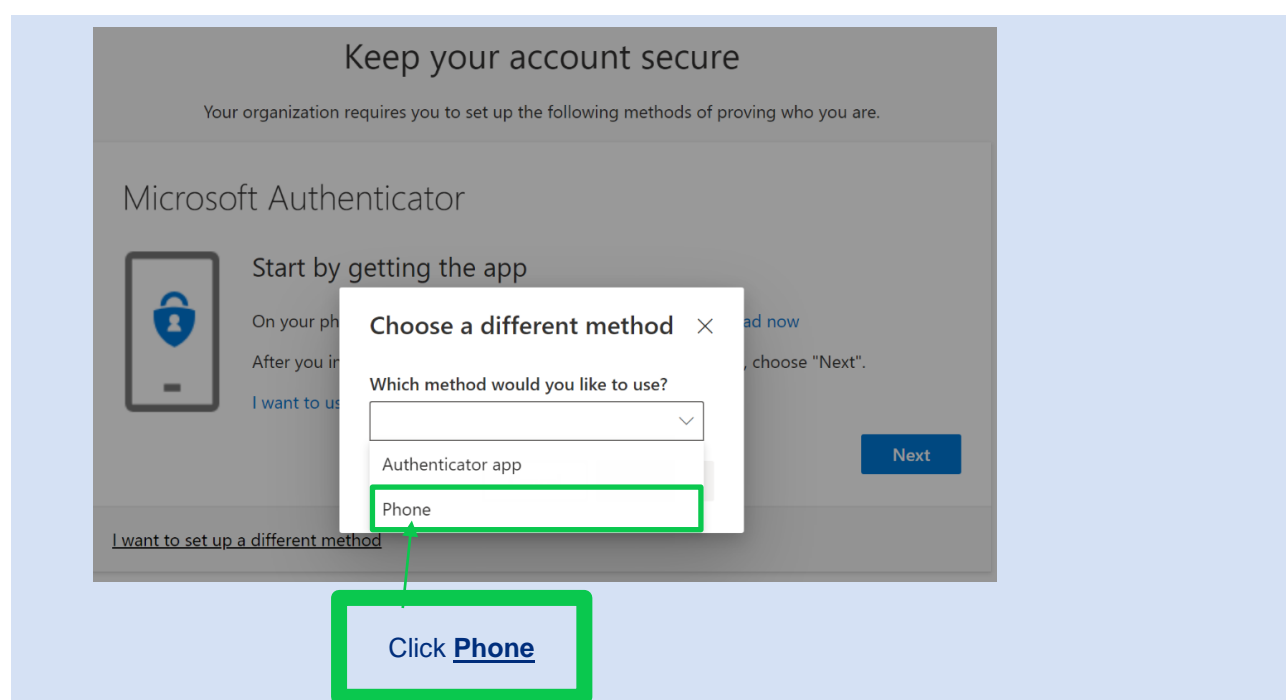 Keep your account secure
Your organization requires you to set up the following methods of proving who you are.
Microsoft Authenticator
Start by getting the app
On your ph
ad now
After you in
, choose "Next".
I want to us
Choose a different method
Which method would you like to use?
Authenticator app
Phone
Next
I want to set up a different method
Click Phone